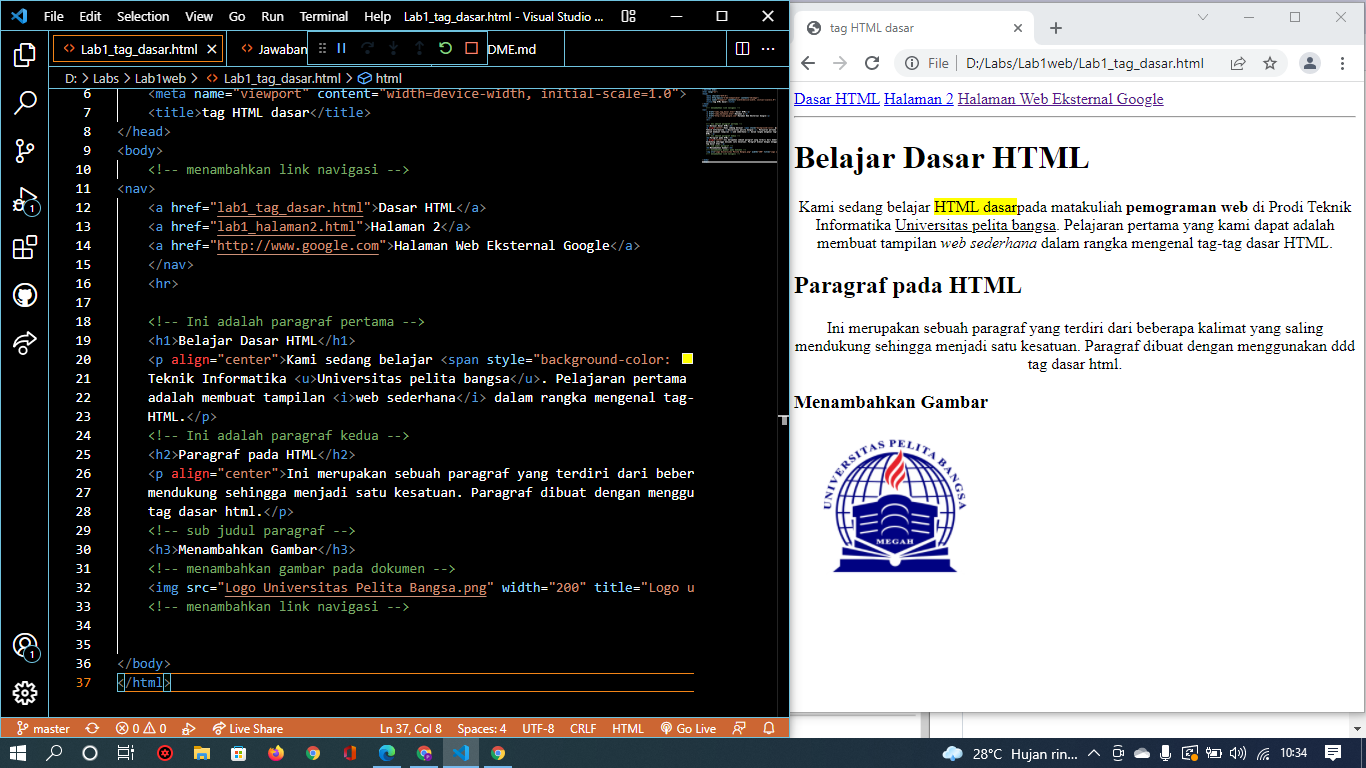 File Edit Selection View Go Run Terminal Help Lab1_tag_dasar.html - Visual Studio ...
Lab1_tag_dasar.html Jawaban DME.md
D: > Labs > Lab1web > Lab1_tag_dasar.html > html
6 <meta name="viewport" content="width=device-width, initial-scale=1.0">
7 <title>tag HTML dasar</title>
8 </head>
9 <body>
10 <!-- menambahkan link navigasi -->
11 <nav>
12 <a href="lab1_tag_dasar.html">Dasar HTML</a>
13 <a href="lab1_halaman2.html">Halaman 2</a>
14 <a href="http://www.google.com">Halaman Web Eksternal Google</a>
15 </nav>
16 <hr>
17
18 <!-- Ini adalah paragraf pertama -->
19 <h1>Belajar Dasar HTML</h1>
20 <p align="center">Kami sedang belajar <span style="background-color:
21 Teknik Informatika <u>Universitas pelita bangsa</u>. Pelajaran pertama
22 adalah membuat tampilan <i>web sederhana</i> dalam rangka mengenal tag-
23 HTML.</p>
24 <!-- Ini adalah paragraf kedua -->
25 <h2>Paragraf pada HTML</h2>
26 <p align="center">Ini merupakan sebuah paragraf yang terdiri dari beber
27 mendukung sehingga menjadi satu kesatuan. Paragraf dibuat dengan menggu
28 tag dasar html.</p>
29 <!-- sub judul paragraf -->
30 <h3>Menambahkan Gambar</h3>
31 <!-- menambahkan gambar pada dokumen -->
32 <img src="Logo Universitas Pelita Bangsa.png" width="200" title="Logo u
33 <!-- menambahkan link navigasi -->
34
35
36 </body>
37 </html>
1
1
master 0 0 Live Share Ln 37, Col 8 Spaces: 4 UTF-8 CRLF HTML Go Live
tag HTML dasar
File | D:/Labs/Lab1web/Lab1_tag_dasar.html
Dasar HTML Halaman 2 Halaman Web Eksternal Google
Belajar Dasar HTML
Kami sedang belajar HTML dasarpada matakuliah pemograman web di Prodi Teknik
Informatika Universitas pelita bangsa. Pelajaran pertama yang kami dapat adalah
membuat tampilan web sederhana dalam rangka mengenal tag-tag dasar HTML.
Paragraf pada HTML
Ini merupakan sebuah paragraf yang terdiri dari beberapa kalimat yang saling
mendukung sehingga menjadi satu kesatuan. Paragraf dibuat dengan menggunakan ddd
tag dasar html.
Menambahkan Gambar
UNIVERSITAS PELITA BANGSA
MEGAH
28°C Hujan rin... 10:34